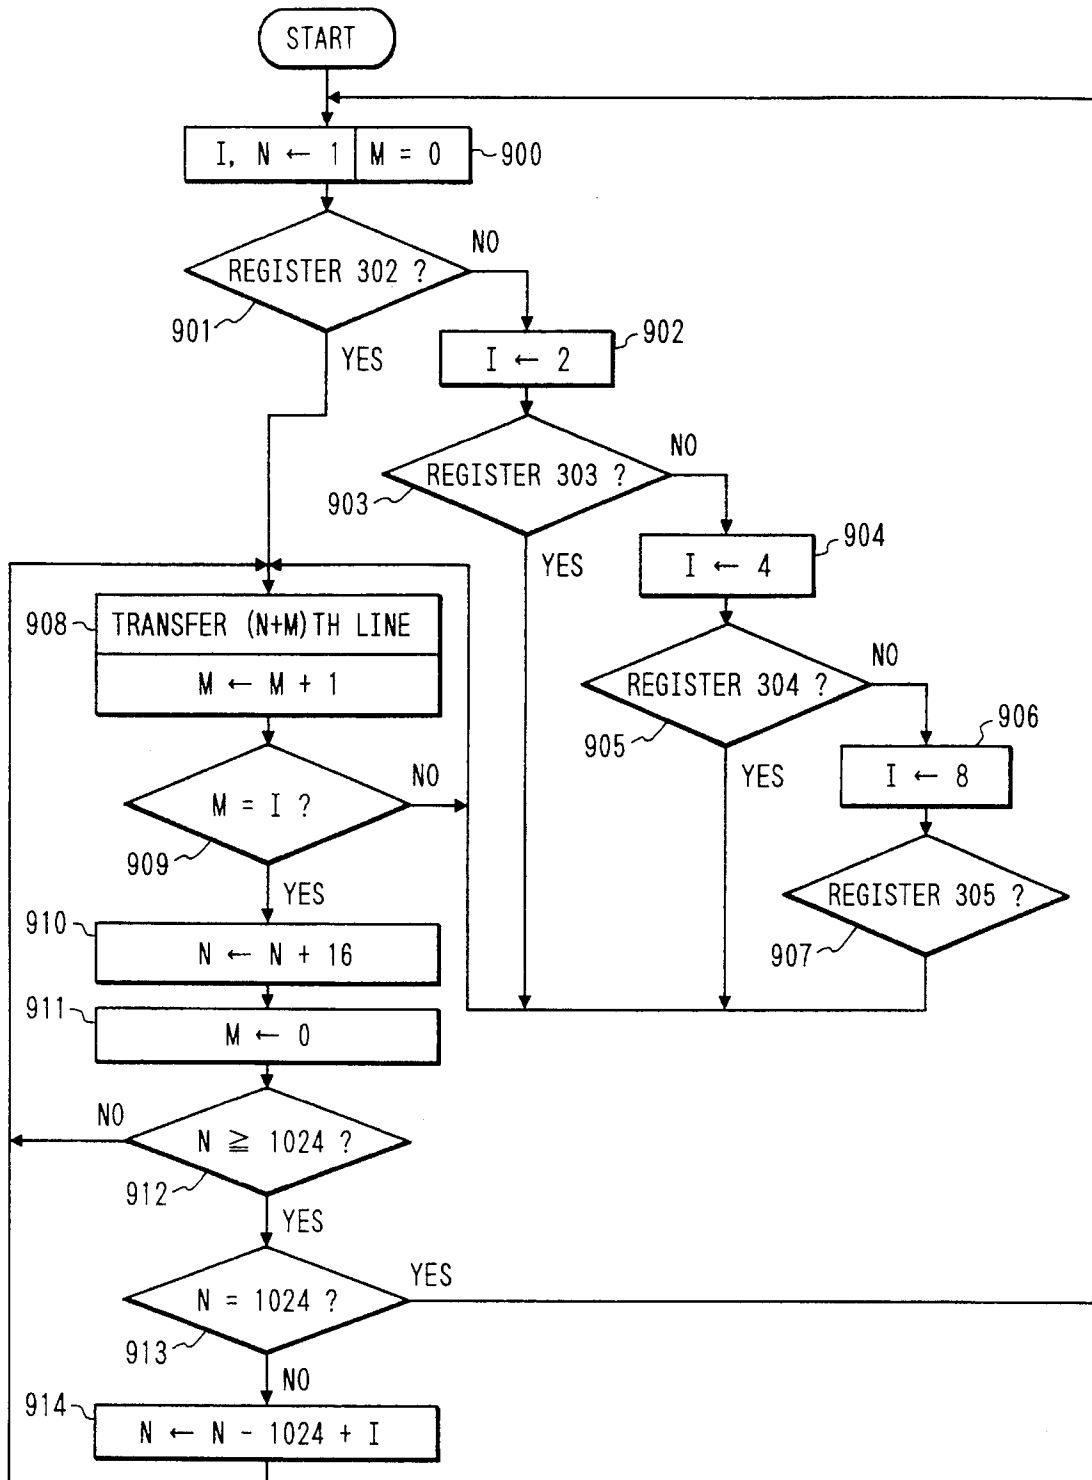 START
I, N ← 1 M = 0 900
REGISTER 302 ?
NO
901
YES
I ← 2
902
REGISTER 303 ?
NO
903
YES
I ← 4
904
908
TRANSFER (N+M)TH LINE
M ← M + 1
REGISTER 304 ?
NO
905
YES
I ← 8
906
M = I ?
NO
909
YES
REGISTER 305 ?
907
910
N ← N + 16
911
M ← 0
NO
N ≧ 1024 ?
912
YES
N = 1024 ?
YES
913
NO
914
N ← N - 1024 + I